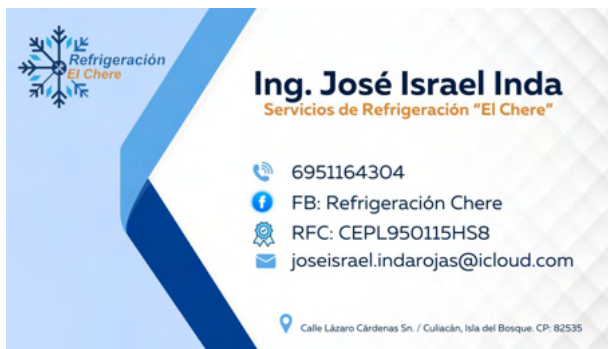 Refrigeración
El Chere
Ing. José Israel Inda
Servicios de Refrigeración "El Chere"
6951164304
FB: Refrigeración Chere
RFC: CEPL950115HS8
joseisrael.indarojas@icloud.com
Calle Lázaro Cárdenas Sn. / Culiacán, Isla del Bosque. CP: 82535